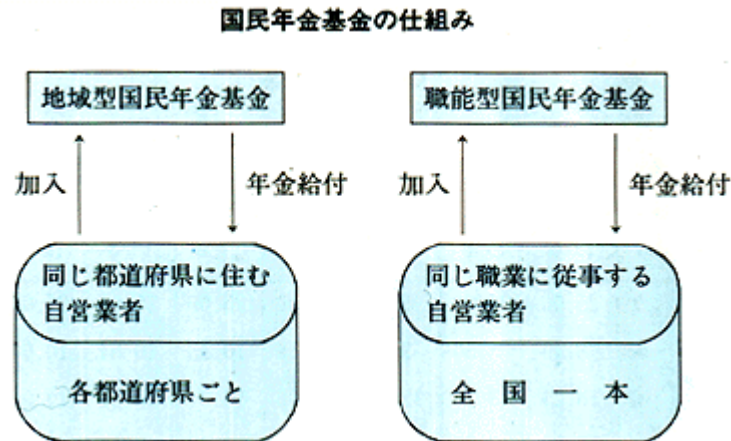 国民年金基金の仕組み
地域型国民年金基金
職能型国民年金基金
加入
年金給付
加入
年金給付
同じ都道府県に住む
自営業者
同じ職業に従事する
自営業者
各都道府県ごと
全国一本